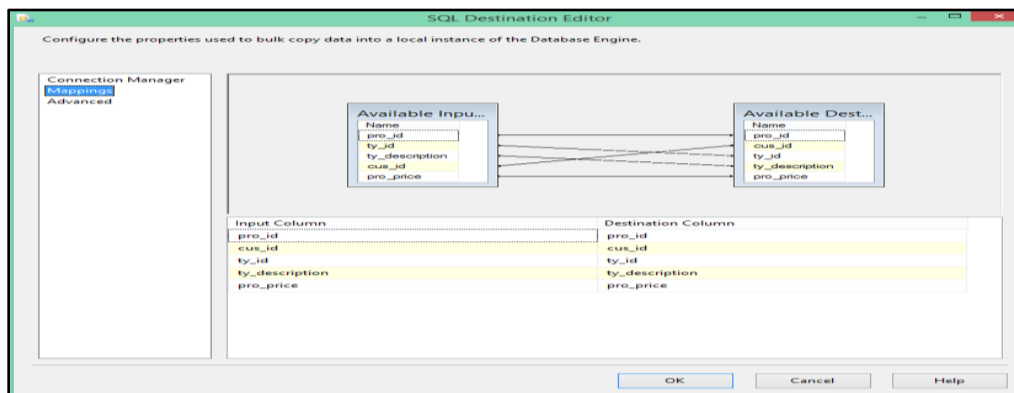 SQL Destination Editor
Configure the properties used to bulk copy data into a local instance of the Database Engine.
Connection Manager
Mappings
Advanced
Available Inpu...
Name
pro_id
ty_id
ty_description
cus_id
pro_price
Available Dest...
Name
pro_id
cus_id
ty_id
ty_description
pro_price
Input Column Destination Column
pro_id pro_id
cus_id cus_id
ty_id ty_id
ty_description ty_description
pro_price pro_price
OK Cancel Help